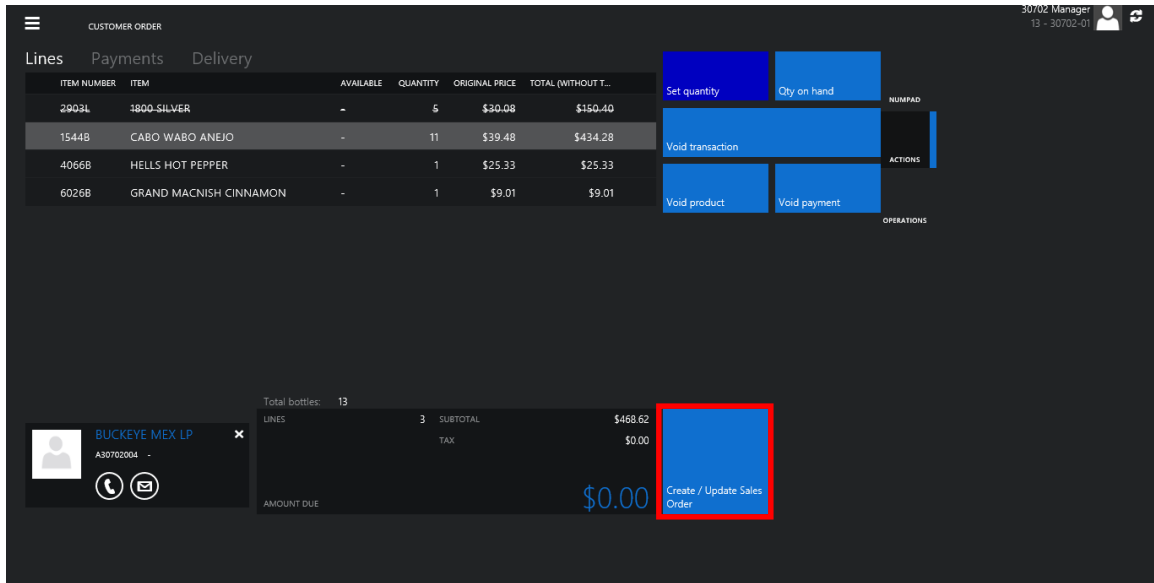 30702 Manager
13 - 30702-01
CUSTOMER ORDER
Lines Payments Delivery
ITEM NUMBER ITEM AVAILABLE QUANTITY ORIGINAL PRICE TOTAL (WITHOUT T...
2903L 1800 SILVER - 5 $30.08 $150.40
1544B CABO WABO ANEJO - 11 $39.48 $434.28
4066B HELLS HOT PEPPER - 1 $25.33 $25.33
6026B GRAND MACNISH CINNAMON - 1 $9.01 $9.01
Set quantity Qty on hand
NUMPAD
Void transaction
ACTIONS
Void product Void payment
OPERATIONS
Total bottles: 13
LINES 3 SUBTOTAL $468.62
TAX $0.00
AMOUNT DUE $0.00
BUCKEYE MEX LP
A30702004 -
Create / Update Sales
Order